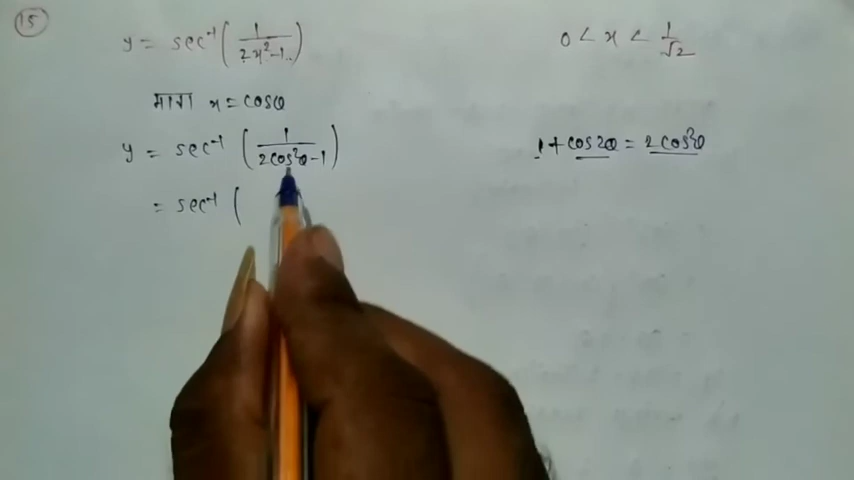 15
y = sec⁻¹(1/(2x²-1..)) 0 < x < 1/√2
माना x = cosθ
y = sec⁻¹(1/(2cos²θ-1)) 1 + cos2θ = 2cos²θ
= sec⁻¹(